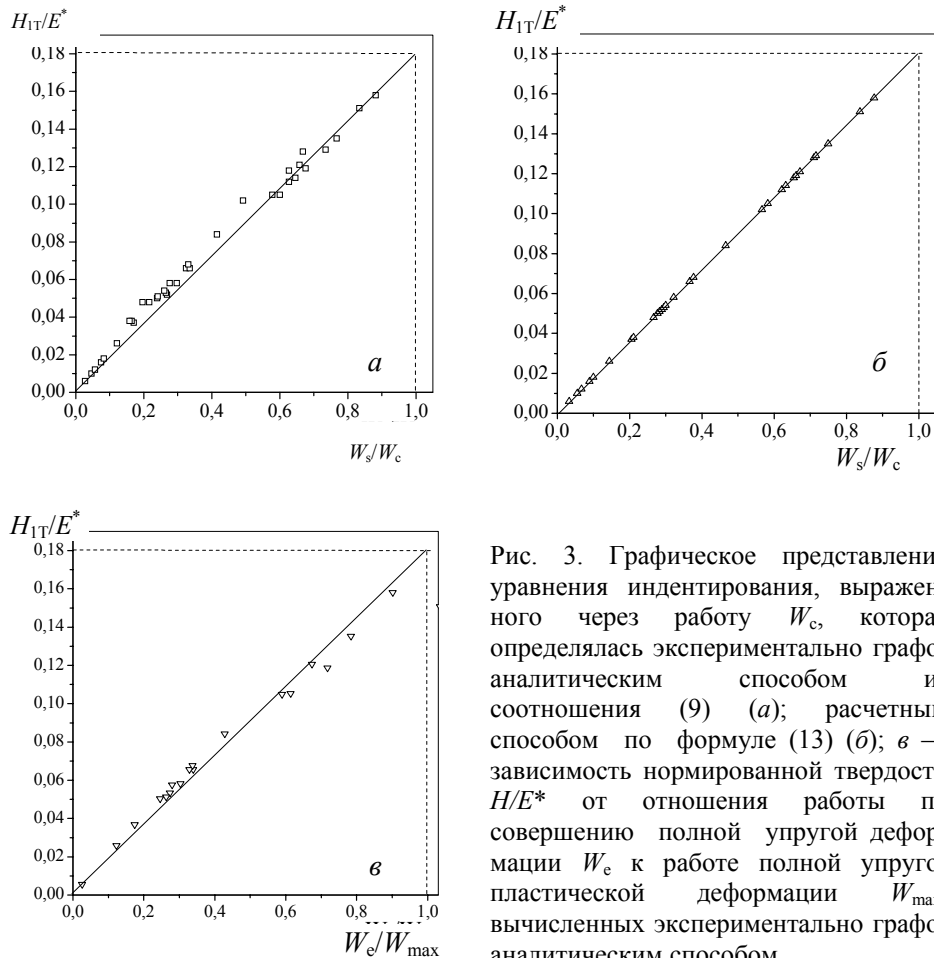 H1T/E*
0,18
0,16
0,14
0,12
0,10
0,08
0,06
0,04
0,02
0,00
0,0 0,2 0,4 0,6 0,8 1,0
а
Ws/Wc
H1T/E*
0,18
0,16
0,14
0,12
0,10
0,08
0,06
0,04
0,02
0,00
0,0 0,2 0,4 0,6 0,8 1,0
б
Ws/Wc
H1T/E*
0,18
0,16
0,14
0,12
0,10
0,08
0,06
0,04
0,02
0,00
0,0 0,2 0,4 0,6 0,8 1,0
в
We/Wmax
Рис. 3. Графическое представлени
уравнения индентирования, выражен
ного через работу Wc, котора
определялась экспериментально графо
аналитическим способом и
соотношения (9) (а); расчетны
способом по формуле (13) (б); в –
зависимость нормированной твердост
H/E* от отношения работы п
совершению полной упругой дефор
мации We к работе полной упруго
пластической деформации Wmax
вычисленных экспериментально графо
аналитическим способом